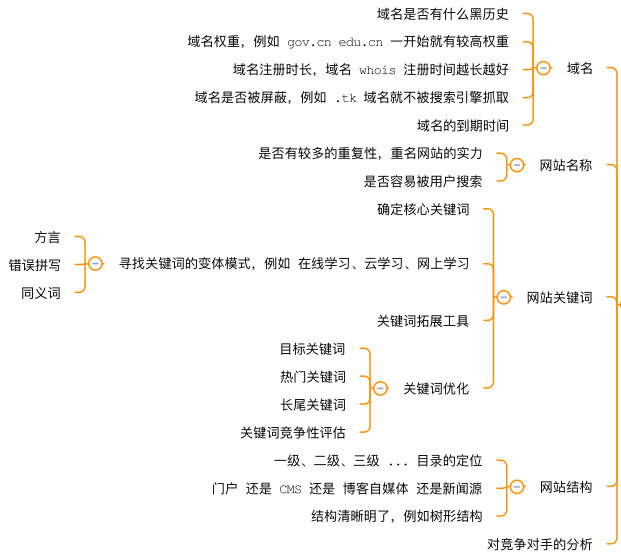 域名是否有什么黑历史
域名权重，例如 gov.cn edu.cn 一开始就有较高权重
域名注册时长，域名 whois 注册时间越长越好
域名
域名是否被屏蔽，例如 .tk 域名就不被搜索引擎抓取
域名的到期时间
是否有较多的重复性，重名网站的实力
网站名称
是否容易被用户搜索
确定核心关键词
方言
错误拼写
同义词
寻找关键词的变体模式，例如 在线学习、云学习、网上学习
网站关键词
关键词拓展工具
目标关键词
热门关键词
长尾关键词
关键词竞争性评估
关键词优化
一级、二级、三级 ... 目录的定位
门户 还是 CMS 还是 博客自媒体 还是新闻源
网站结构
结构清晰明了，例如树形结构
对竞争对手的分析